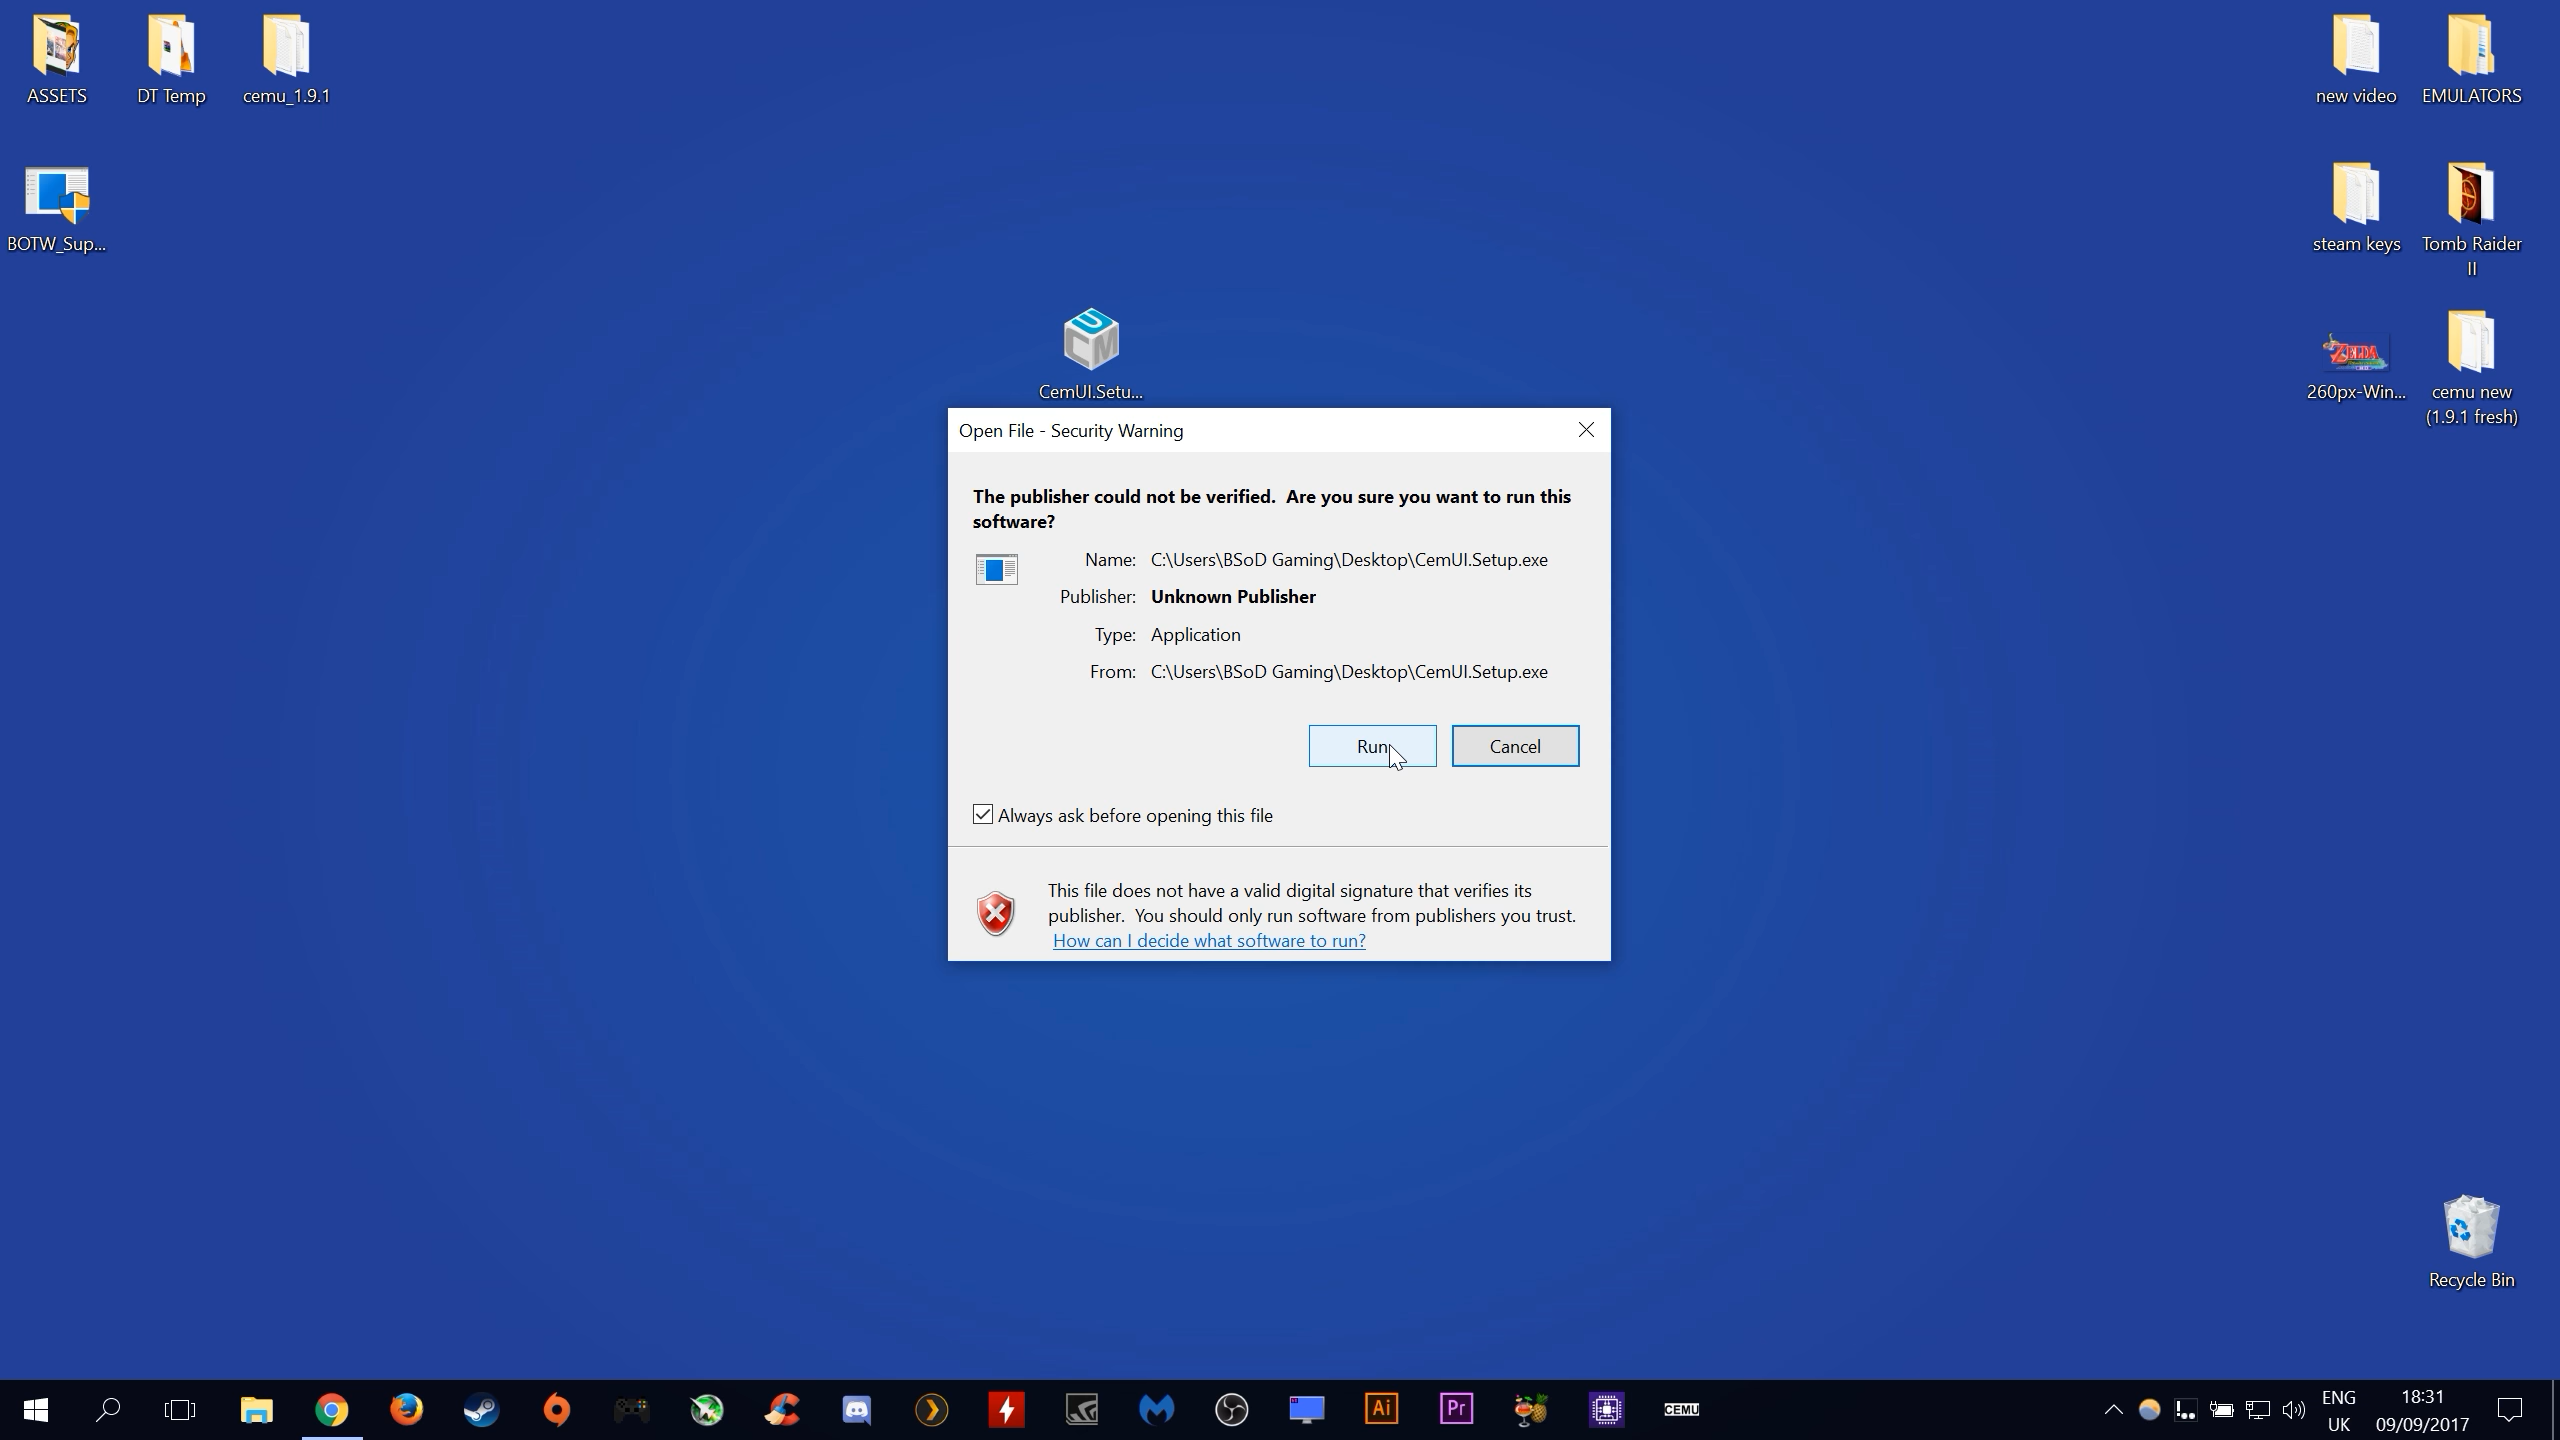 ASSETS
DT Temp
cemu_1.9.1
new video
EMULATORS
BOTW_Sup...
steam keys
Tomb Raider
II
CemUI.Setu...
260px-Win...
cemu new
(1.9.1 fresh)
Open File - Security Warning
The publisher could not be verified.  Are you sure you want to run this
software?
Name: C:\Users\BSoD Gaming\Desktop\CemUI.Setup.exe
Publisher: Unknown Publisher
Type: Application
From: C:\Users\BSoD Gaming\Desktop\CemUI.Setup.exe
Run
Cancel
Always ask before opening this file
This file does not have a valid digital signature that verifies its
publisher.  You should only run software from publishers you trust.
How can I decide what software to run?
Recycle Bin
Ai
Pr
CEMU
ENG
UK
18:31
09/09/2017
U
C M
ZELDA